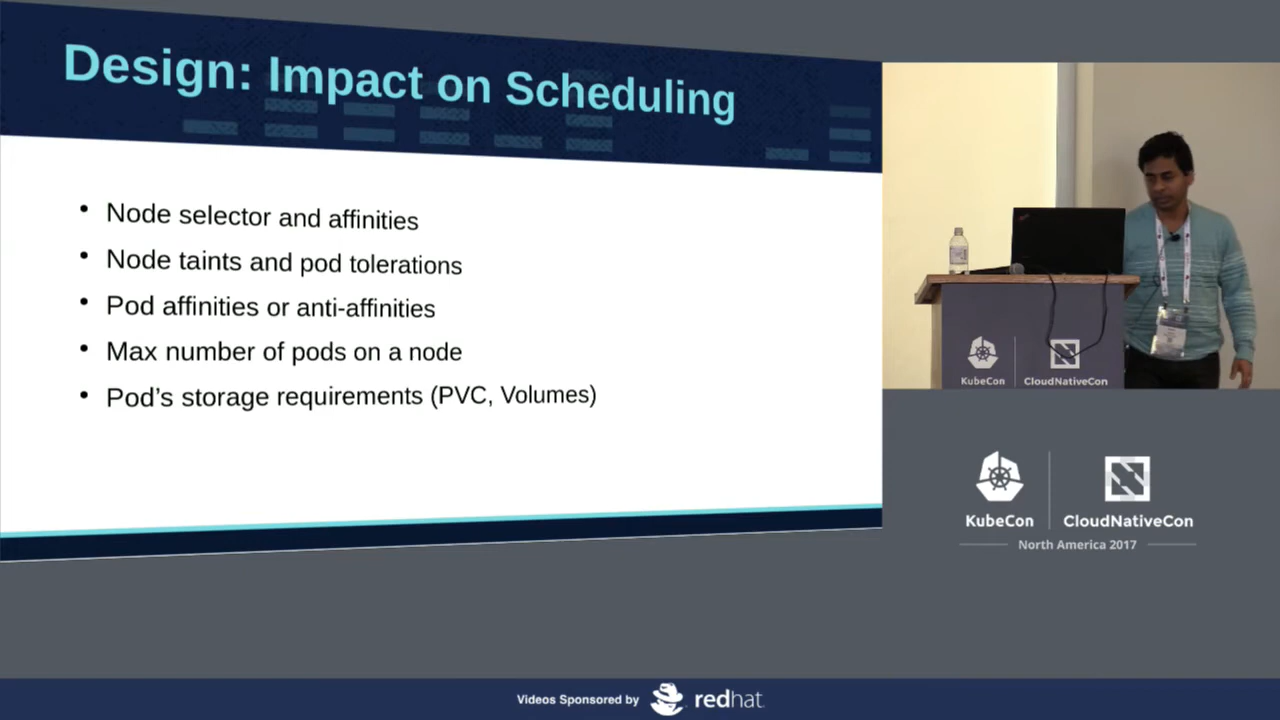 Design: Impact on Scheduling
• Node selector and affinities
• Node taints and pod tolerations
• Pod affinities or anti-affinities
• Max number of pods on a node
• Pod’s storage requirements (PVC, Volumes)
KubeCon
CloudNativeCon
KubeCon
CloudNativeCon
North America 2017
Videos Sponsored by
redhat